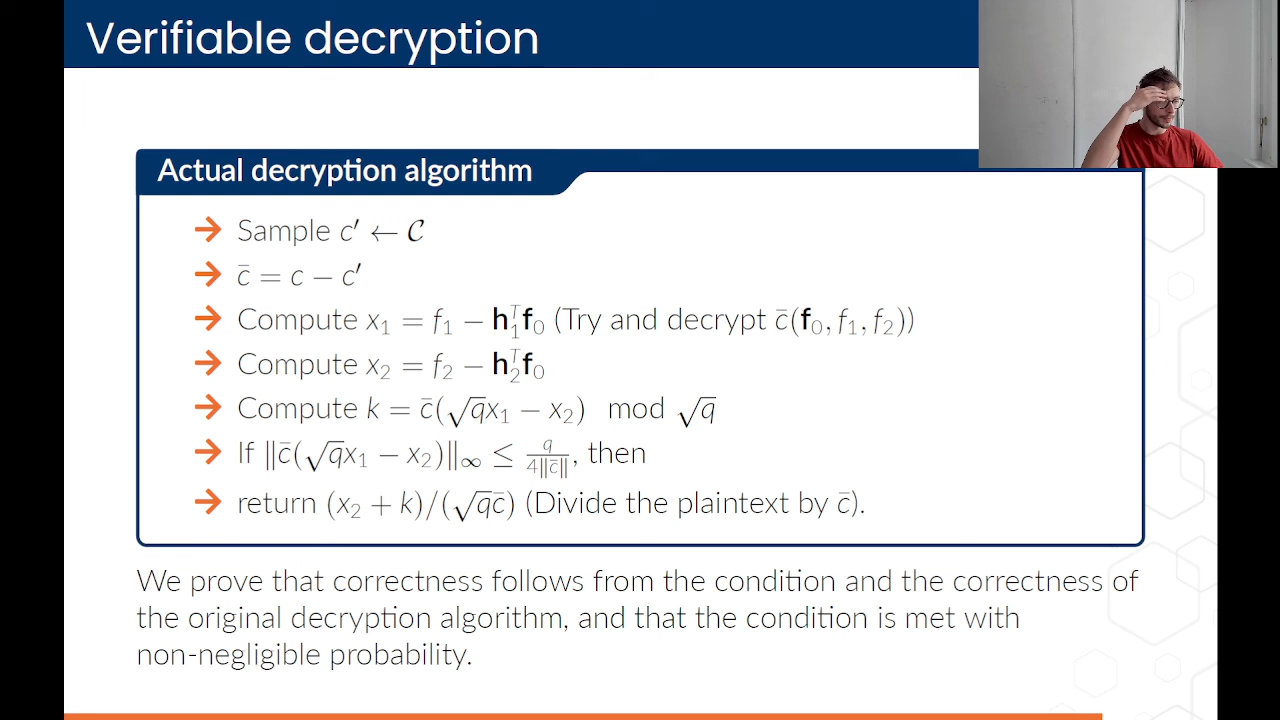 Verifiable decryption
Actual decryption algorithm
→ Sample c′ ← 𝒞
→ c̄ = c − c′
→ Compute x₁ = f₁ − 𝐡₁ᵀ𝐟₀ (Try and decrypt c̄(𝐟₀, f₁, f₂))
→ Compute x₂ = f₂ − 𝐡₂ᵀ𝐟₀
→ Compute k = c̄(√q x₁ − x₂) mod √q
→ If ‖c̄(√q x₁ − x₂)‖∞ ≤ q/(4‖c̄‖), then
→ return (x₂ + k)/(√q c̄) (Divide the plaintext by c̄).
We prove that correctness follows from the condition and the correctness of
the original decryption algorithm, and that the condition is met with
non-negligible probability.